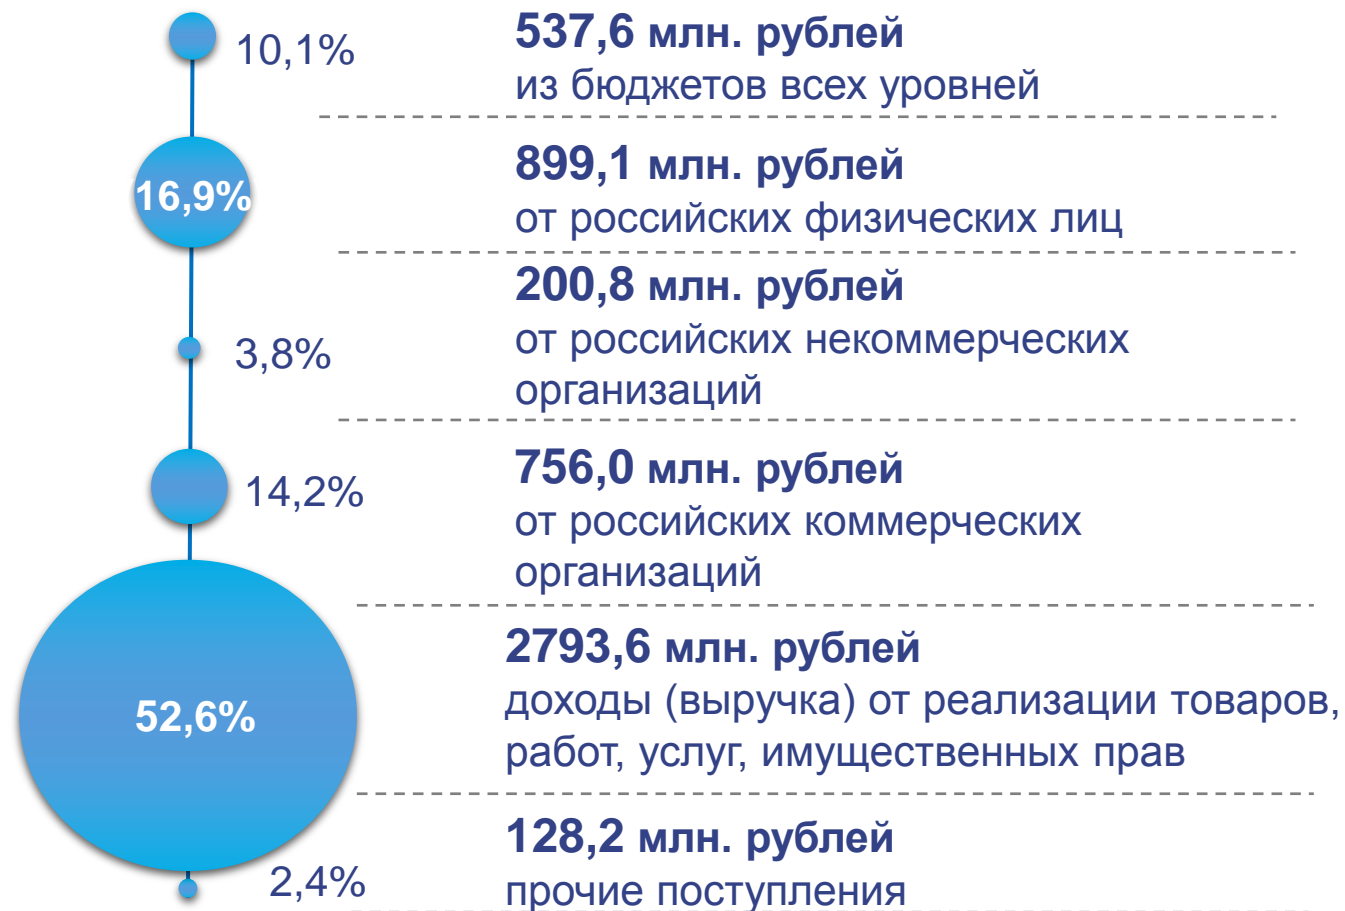 10,1%
537,6 млн. рублей
из бюджетов всех уровней
16,9%
899,1 млн. рублей
от российских физических лиц
3,8%
200,8 млн. рублей
от российских некоммерческих
организаций
14,2%
756,0 млн. рублей
от российских коммерческих
организаций
52,6%
2793,6 млн. рублей
доходы (выручка) от реализации товаров,
работ, услуг, имущественных прав
2,4%
128,2 млн. рублей
прочие поступления